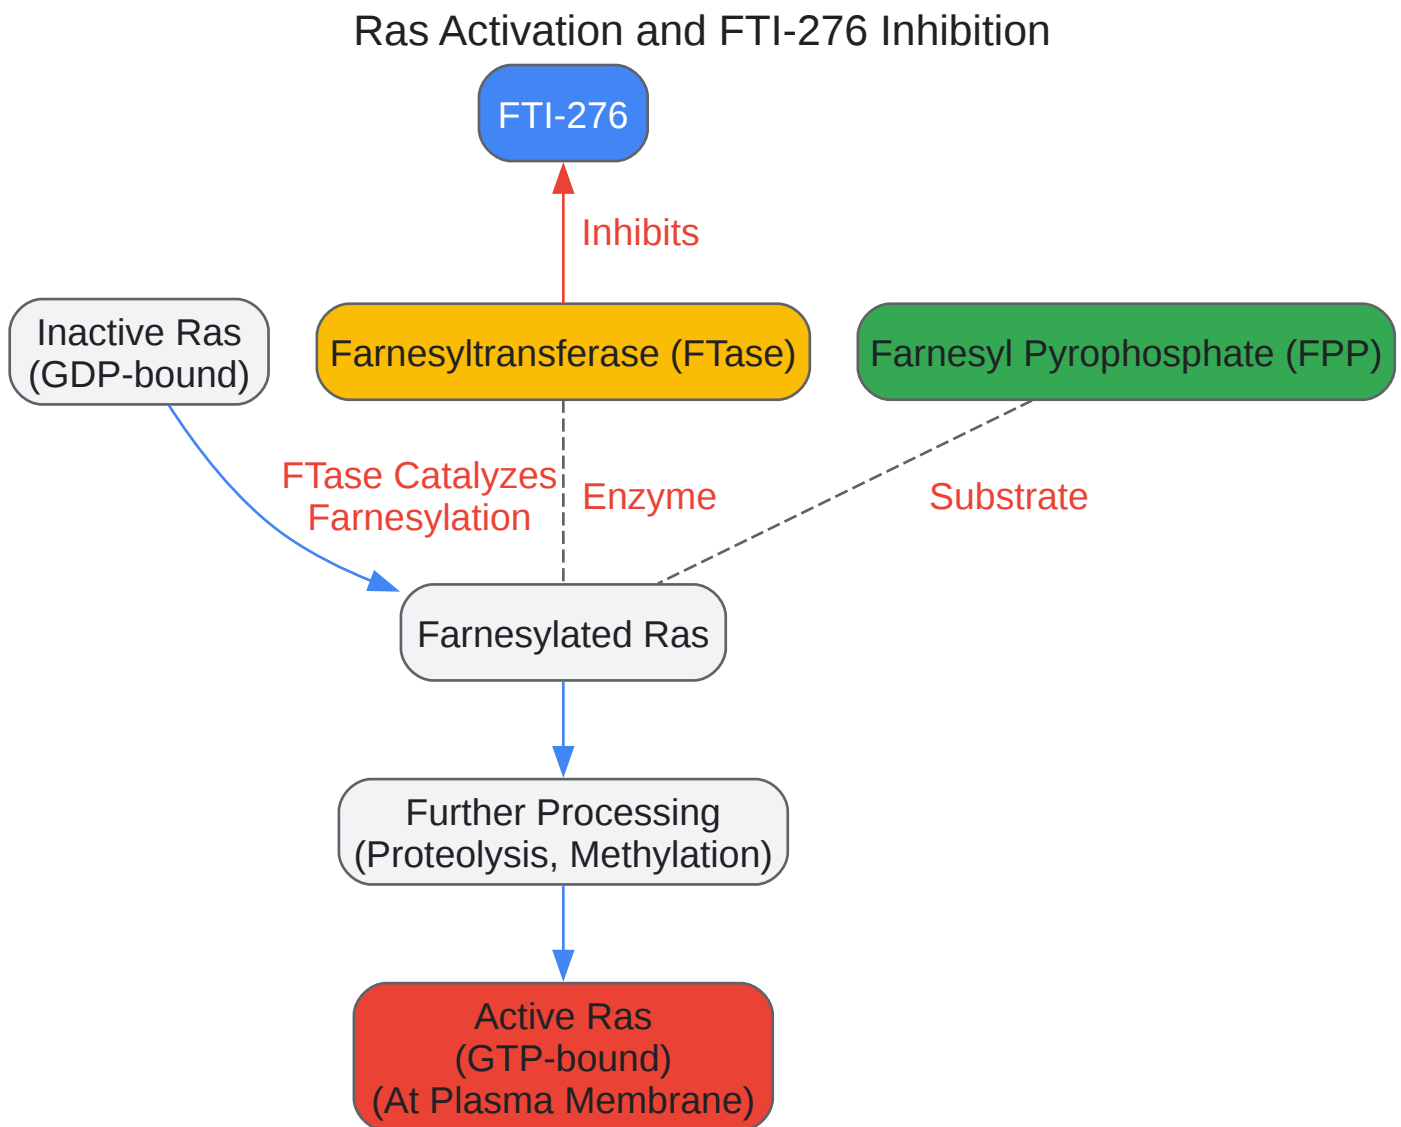 Ras Activation and FTI-276 Inhibition
FTI-276
Inhibits
Inactive Ras
(GDP-bound)
Farnesyltransferase (FTase)
Farnesyl Pyrophosphate (FPP)
FTase Catalyzes
Farnesylation
Enzyme
Substrate
Farnesylated Ras
Further Processing
(Proteolysis, Methylation)
Active Ras
(GTP-bound)
(At Plasma Membrane)